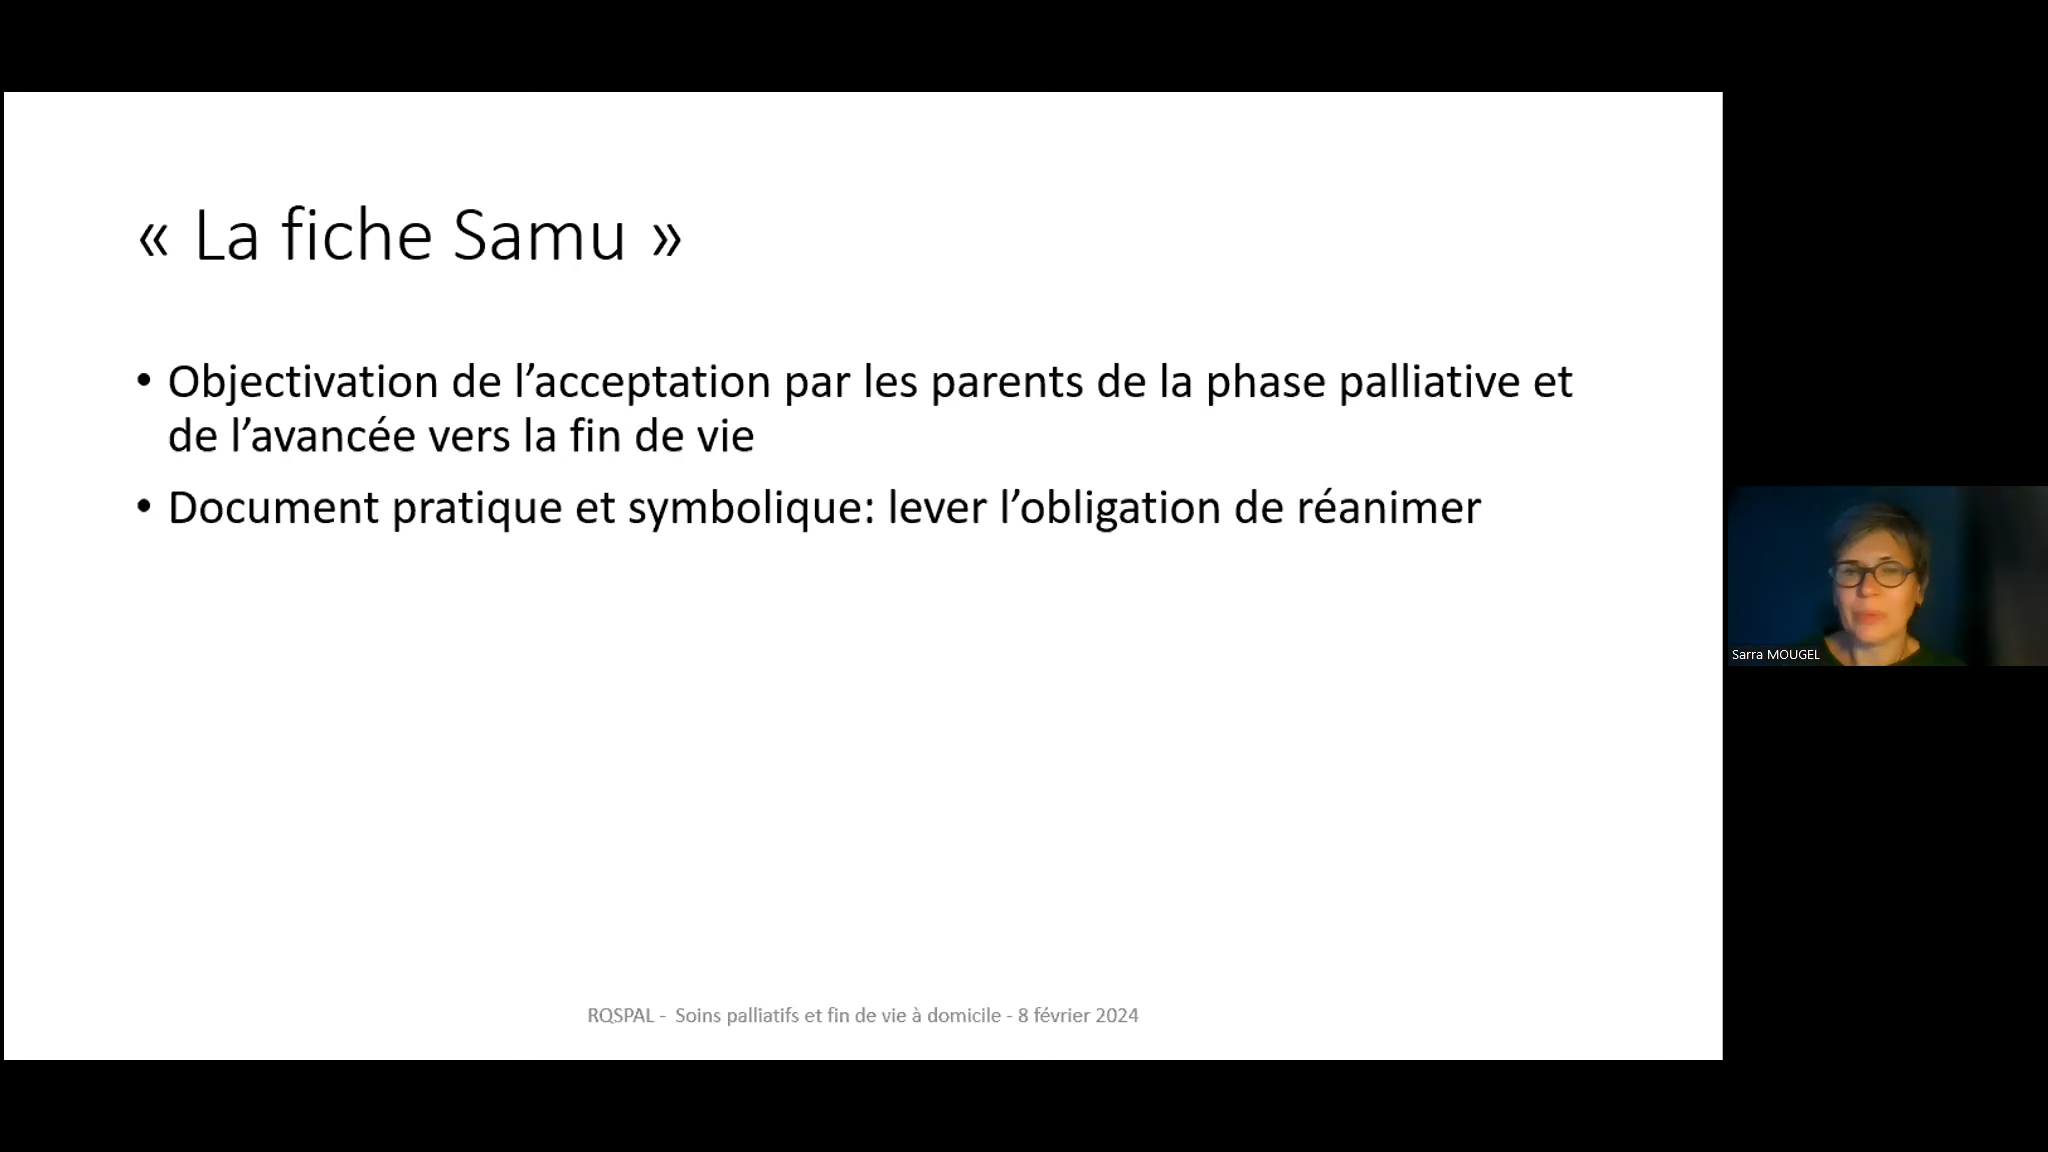 « La fiche Samu »
• Objectivation de l’acceptation par les parents de la phase palliative et
de l’avancée vers la fin de vie
• Document pratique et symbolique: lever l’obligation de réanimer
Sarra MOUGEL
RQSPAL - Soins palliatifs et fin de vie à domicile - 8 février 2024